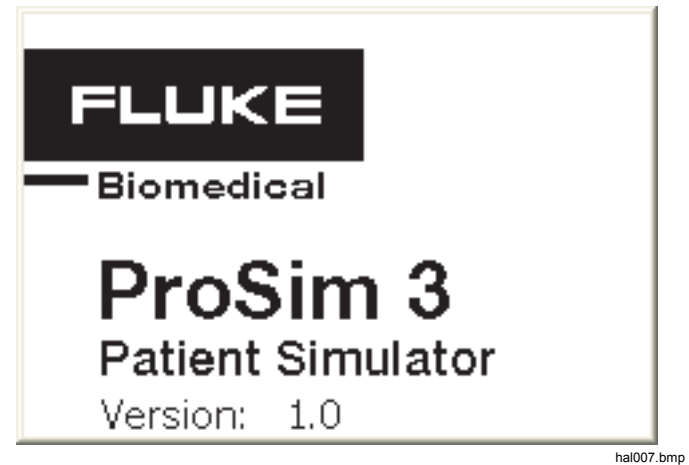 FLUKE
Biomedical
ProSim 3
Patient Simulator
Version: 1.0
hal007.bmp